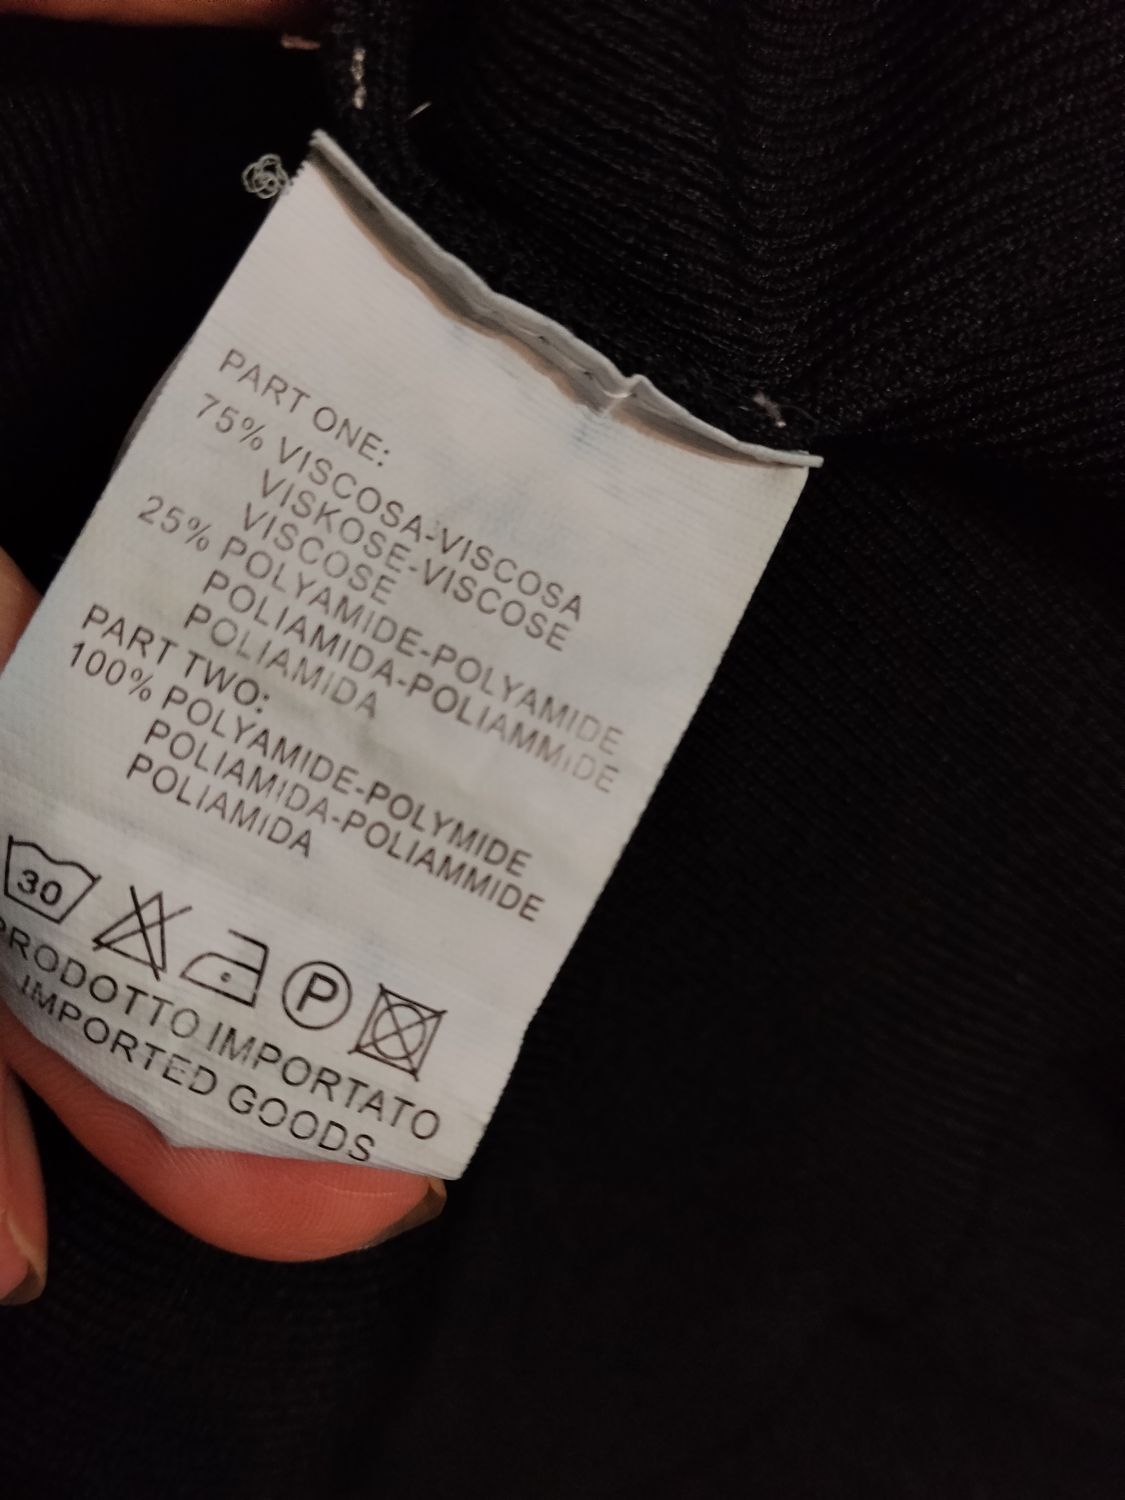 PART ONE:
75% VISCOSA-VISCOSA
VISKOSE-VISCOSE
VISCOSE
25% POLYAMIDE-POLYAMIDE
POLIAMIDA-POLIAMMIDE
POLIAMIDA
PART TWO:
100% POLYAMIDE-POLYMIDE
POLIAMIDA-POLIAMMIDE
POLIAMIDA
30 P
PRODOTTO IMPORTATO
IMPORTED GOODS